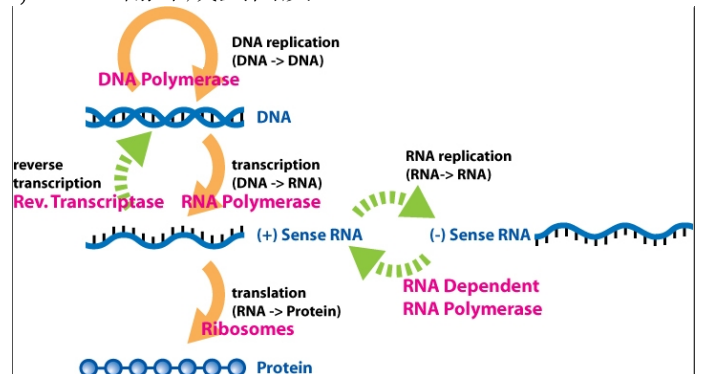 DNA replication
(DNA -> DNA)
DNA Polymerase
DNA
reverse
transcription
Rev. Transcriptase
transcription
(DNA -> RNA)
RNA Polymerase
RNA replication
(RNA-> RNA)
(+) Sense RNA
(-) Sense RNA
RNA Dependent
RNA Polymerase
translation
(RNA -> Protein)
Ribosomes
Protein